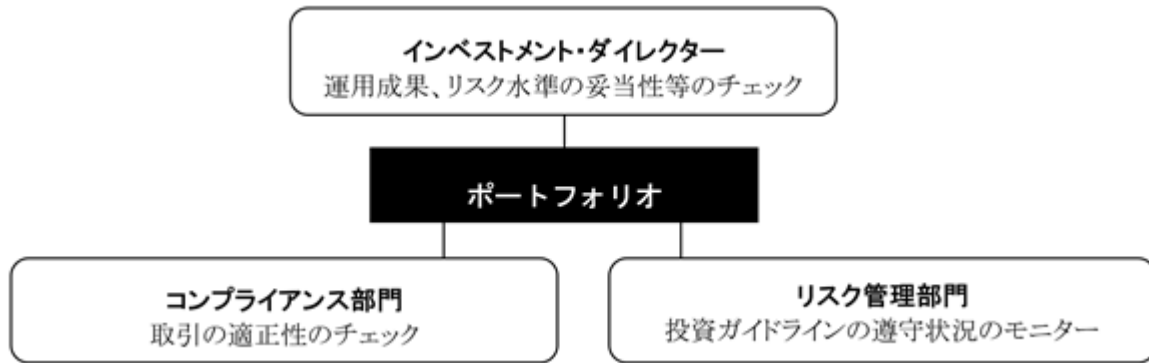 インベストメント・ダイレクター
運用成果、リスク水準の妥当性等のチェック
ポートフォリオ
コンプライアンス部門
取引の適正性のチェック
リスク管理部門
投資ガイドラインの遵守状況のモニター